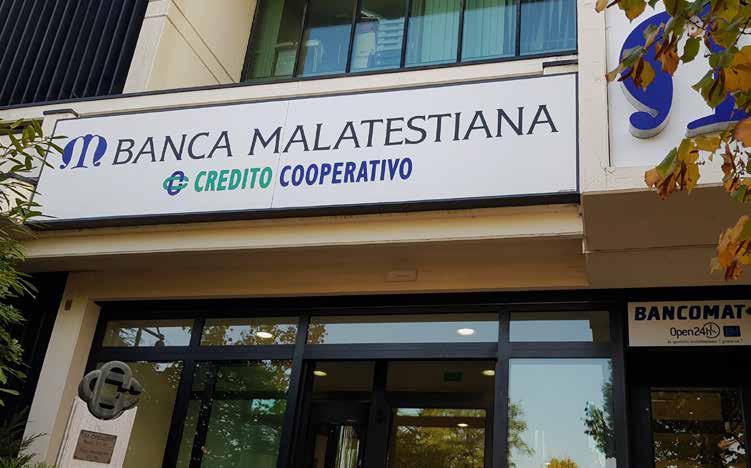 BANCA MALATESTIANA
CREDITO COOPERATIVO
BANCOMAT
Open24h